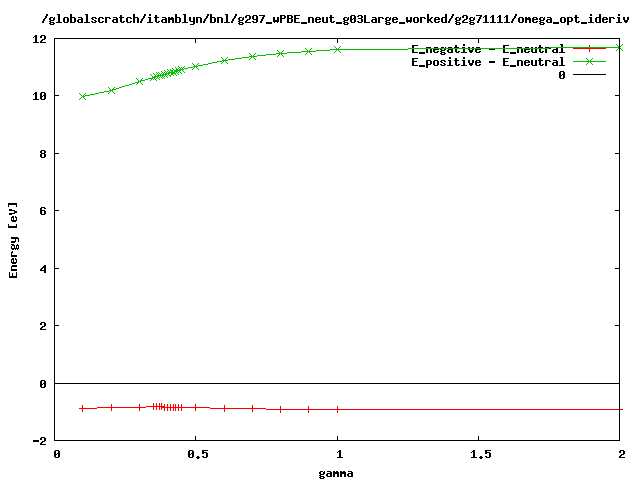 /globalscratch/itamblyn/bnl/g297_wPBE_neut_g03Large_worked/g2g71111/omega_opt_ideriv
E_negative - E_neutral
E_positive - E_neutral
0
12
10
8
6
4
2
0
-2
Energy [eV]
0 0.5 1 1.5 2
gamma